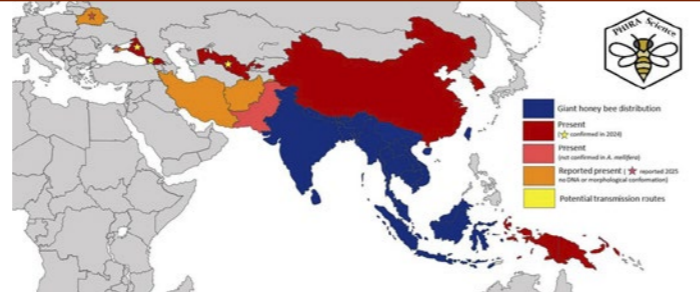 PHIRA Science
Giant honey bee distribution
Present
(☆ confirmed in 2024)
Present
(not confirmed in A. mellifera)
Reported present ( ★ reported 2025
no DNA or morphological conformation)
Potential transmission routes